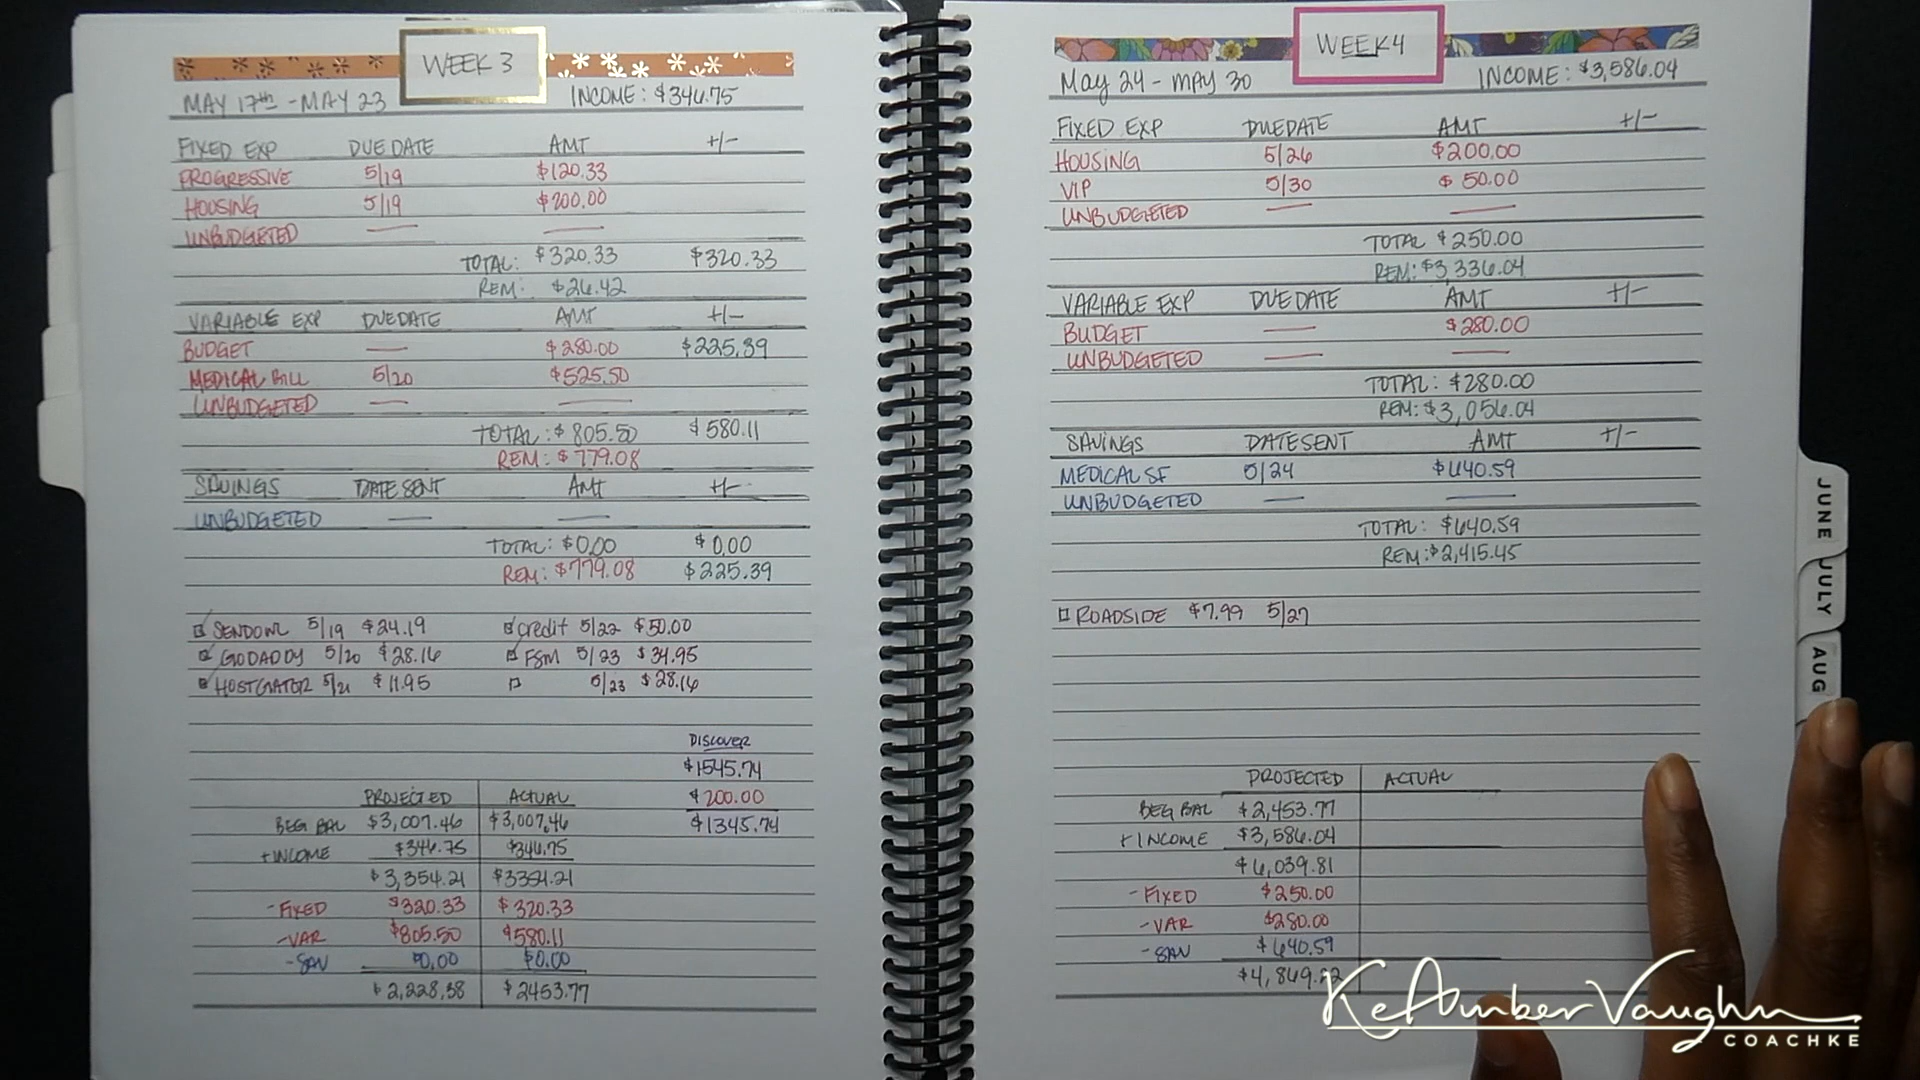 WEEK 3
MAY 17th - MAY 23 INCOME: $346.75
FIXED EXP DUE DATE AMT +/-
PROGRESSIVE 5/19 $120.33
HOUSING 5/19 $200.00
UNBUDGETED — —
TOTAL: $320.33 $320.33
REM: $26.42
VARIABLE EXP DUE DATE AMT +/-
BUDGET — $280.00 $225.39
MEDICAL BILL 5/20 $525.50
UNBUDGETED — —
TOTAL: $805.50 $580.11
REM: $779.08
SAVINGS DATE SENT AMT +/-
UNBUDGETED — —
TOTAL: $0.00 $0.00
REM: $779.08 $225.39
SENDOWL 5/19 $24.19 Credit 5/22 $50.00
GODADDY 5/20 $28.16 FSM 5/23 $34.95
HOSTGATOR 5/21 $11.95 5/23 $28.16
DISCOVER
$1545.74
PROJECTED ACTUAL $200.00
BEG BAL $3,007.46 $3,007.46 $1345.74
+INCOME $346.75 $346.75
$3,354.21 $3354.21
-FIXED $320.33 $320.33
-VAR $805.50 $580.11
-SAV $0.00 $0.00
$2,228.38 $2453.77
WEEK 4
May 24 - MAY 30 INCOME: $3,586.04
FIXED EXP DUE DATE AMT +/-
HOUSING 5/26 $200.00
VIP 5/30 $50.00
UNBUDGETED — —
TOTAL $250.00
REM: $3,336.04
VARIABLE EXP DUE DATE AMT +/-
BUDGET — $280.00
UNBUDGETED — —
TOTAL: $280.00
REM: $3,056.04
SAVINGS DATE SENT AMT +/-
MEDICAL SF 5/24 $640.59
UNBUDGETED — —
TOTAL: $640.59
REM: $2,415.45
ROADSIDE $7.99 5/27
PROJECTED ACTUAL
BEG BAL $2,453.77
+ INCOME $3,586.04
$6,039.81
-FIXED $250.00
-VAR $280.00
-SAV $640.59
JUNE
JULY
AUG
KeAmber Vaughn
COACHKE